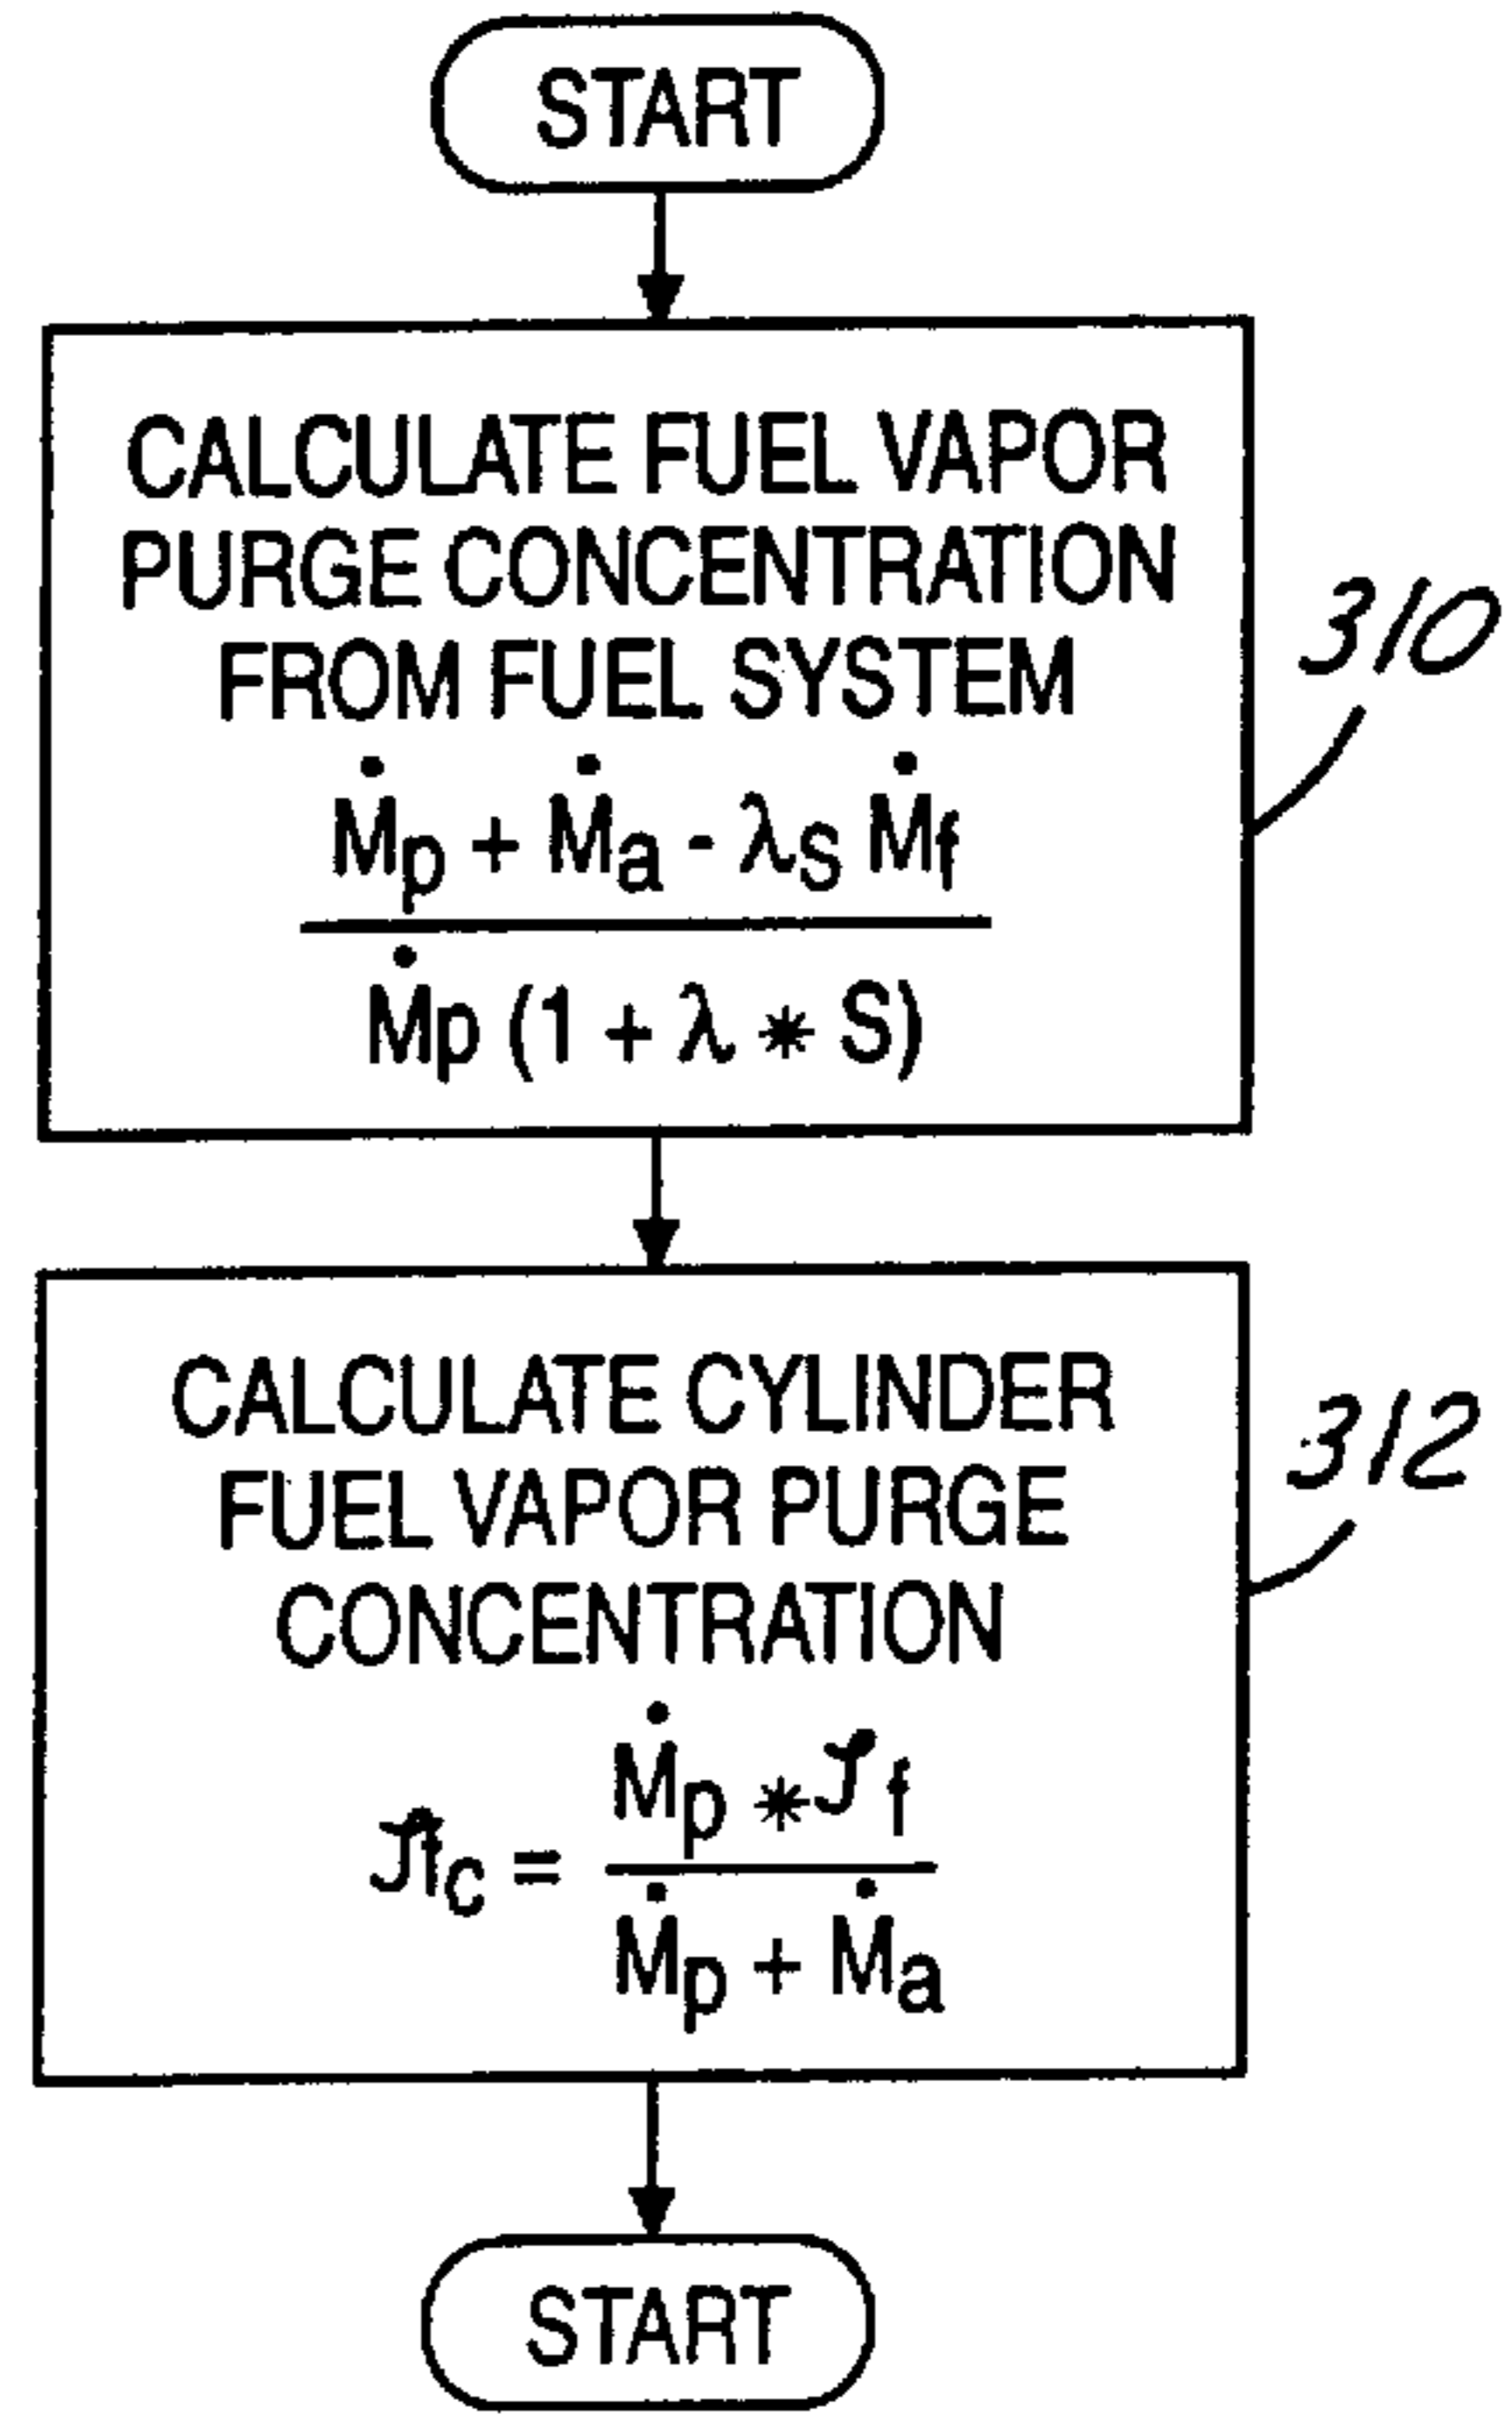 START
CALCULATE FUEL VAPOR
PURGE CONCENTRATION
FROM FUEL SYSTEM
Ṁp + Ṁa - λs Ṁf
Ṁp (1 + λ * S)
310
CALCULATE CYLINDER
FUEL VAPOR PURGE
CONCENTRATION
Ṁp * 𝒥f
𝒥fc =
Ṁp + Ṁa
312
START